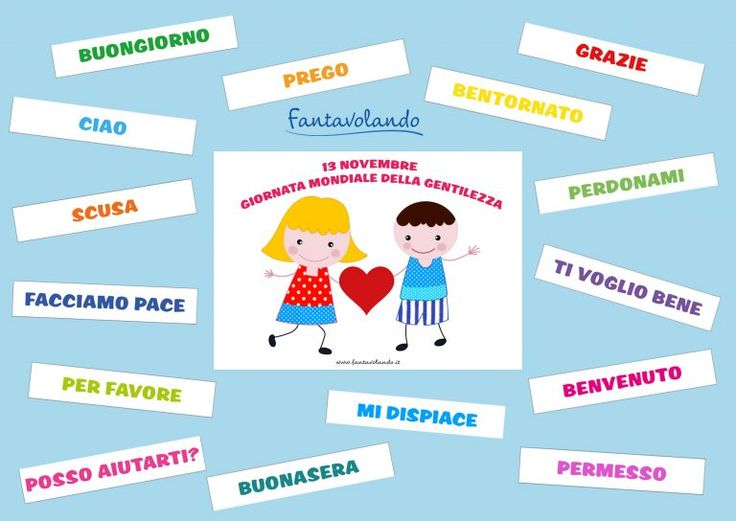 BUONGIORNO
PREGO
GRAZIE
BENTORNATO
CIAO
Fantavolando
13 NOVEMBRE
GIORNATA MONDIALE DELLA GENTILEZZA
PERDONAMI
SCUSA
TI VOGLIO BENE
FACCIAMO PACE
www.fantavolando.it
PER FAVORE
BENVENUTO
MI DISPIACE
POSSO AIUTARTI?
BUONASERA
PERMESSO